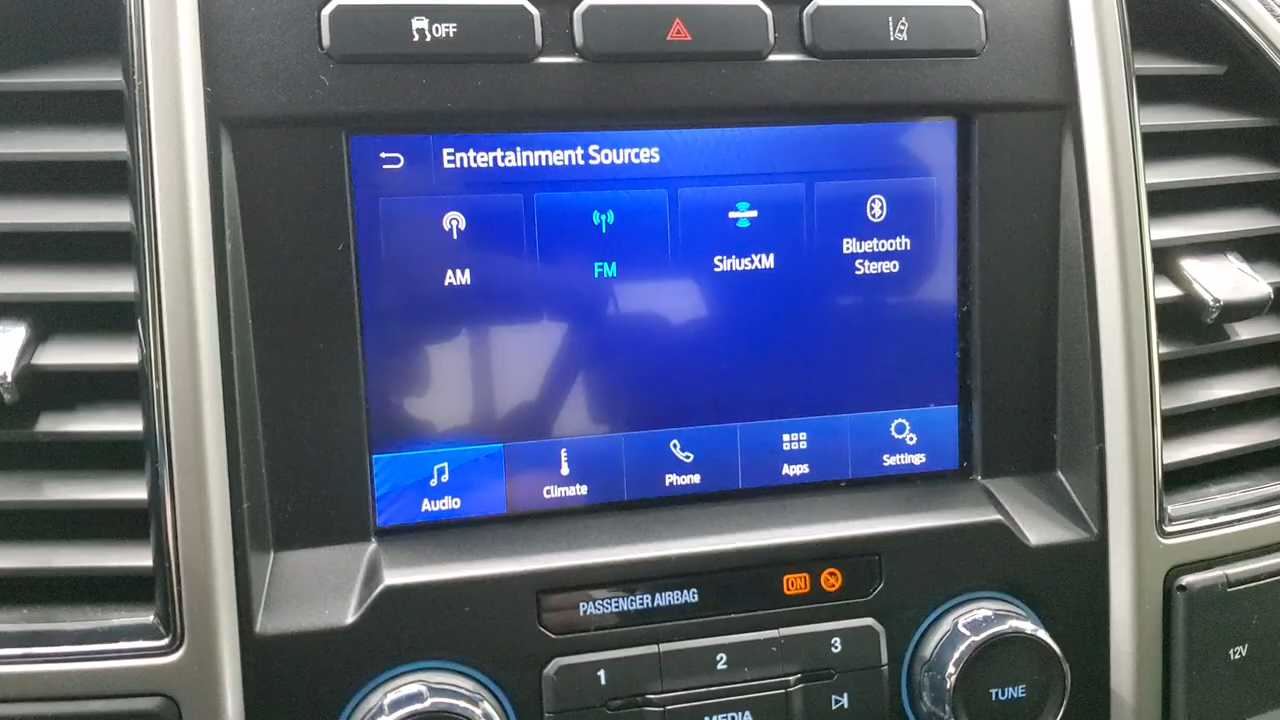 OFF
Entertainment Sources
AM
FM
SiriusXM
Bluetooth
Stereo
Audio
Climate
Phone
Apps
Settings
PASSENGER AIRBAG
ON
1
2
3
MEDIA
TUNE
12V